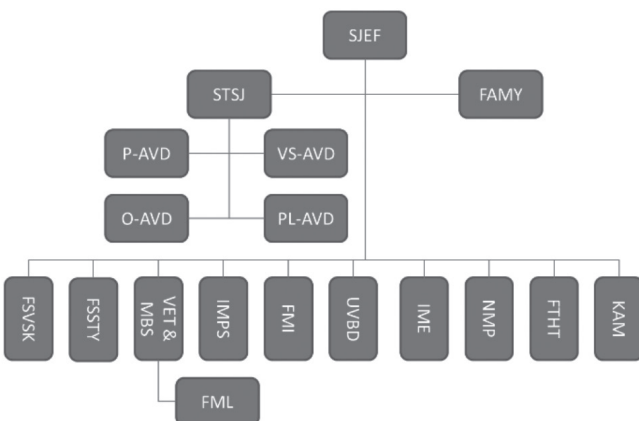 SJEF
STSJ
FAMY
P-AVD
VS-AVD
O-AVD
PL-AVD
FSVSK
FSSTY
VET &
MBS
IMPS
FMI
UVBD
IME
NMP
FTHT
KAM
FML